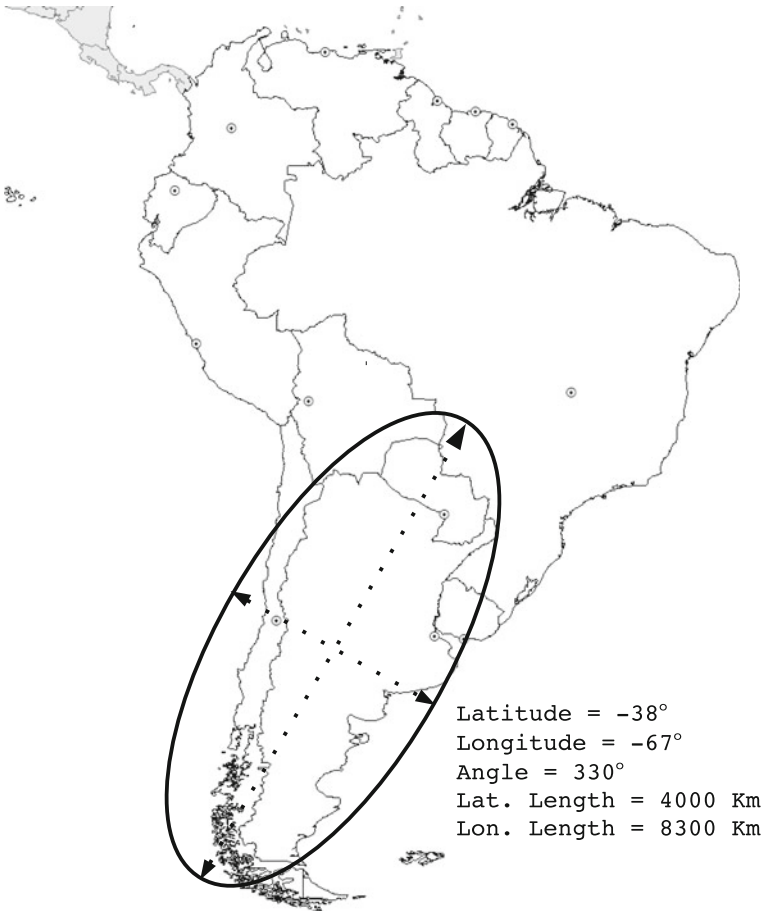 Latitude = -38°
Longitude = -67°
Angle = 330°
Lat. Length = 4000 Km
Lon. Length = 8300 Km